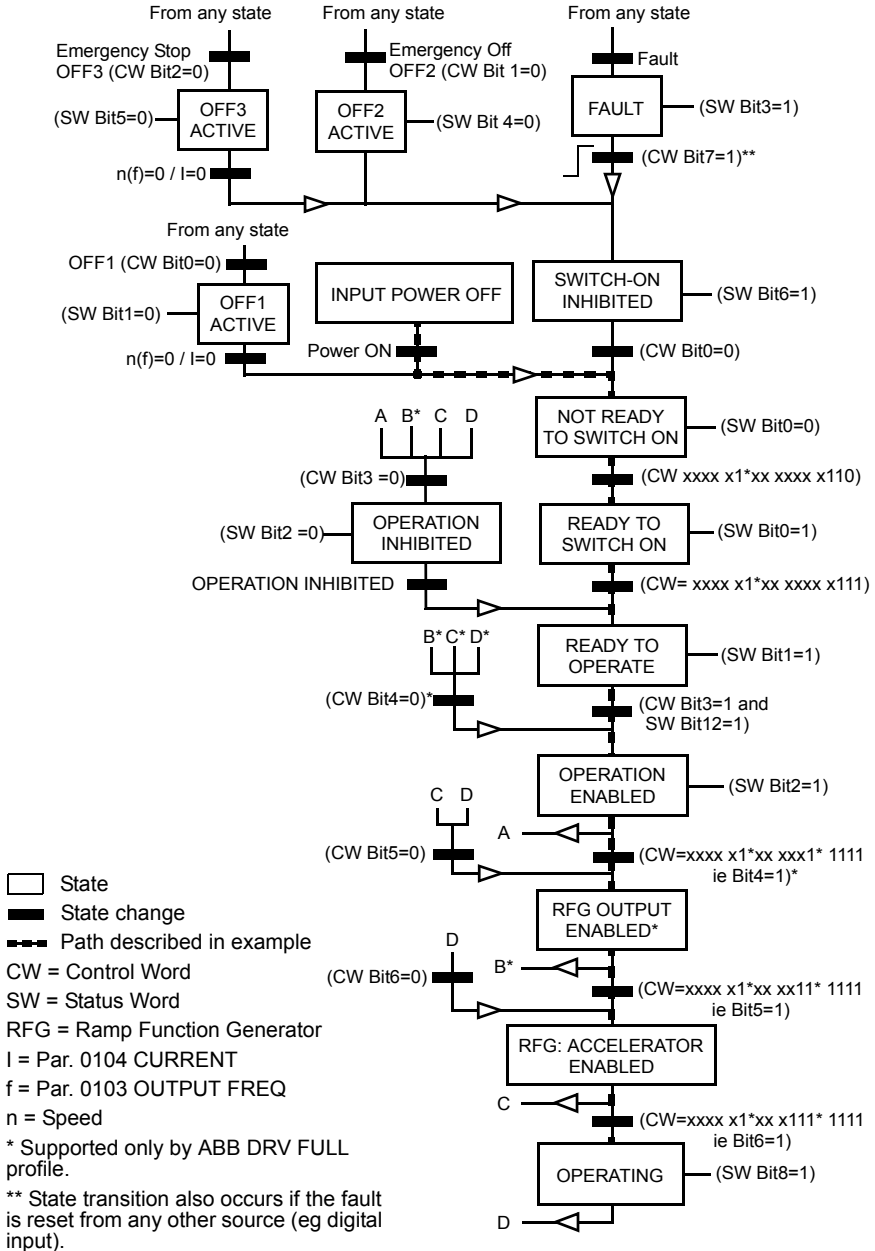 From any state
From any state
From any state
Emergency Stop
OFF3 (CW Bit2=0)
Emergency Off
OFF2 (CW Bit 1=0)
Fault
(SW Bit5=0)
OFF3
ACTIVE
OFF2
ACTIVE
(SW Bit 4=0)
FAULT
(SW Bit3=1)
n(f)=0 / I=0
(CW Bit7=1)**
From any state
OFF1 (CW Bit0=0)
(SW Bit1=0)
OFF1
ACTIVE
INPUT POWER OFF
SWITCH-ON
INHIBITED
(SW Bit6=1)
n(f)=0 / I=0
Power ON
(CW Bit0=0)
A B* C D
NOT READY
TO SWITCH ON
(SW Bit0=0)
(CW Bit3 =0)
(CW xxxx x1*xx xxxx x110)
(SW Bit2 =0)
OPERATION
INHIBITED
READY TO
SWITCH ON
(SW Bit0=1)
OPERATION INHIBITED
(CW= xxxx x1*xx xxxx x111)
B* C* D*
READY TO
OPERATE
(SW Bit1=1)
(CW Bit4=0)*
(CW Bit3=1 and
SW Bit12=1)
OPERATION
ENABLED
(SW Bit2=1)
C D
A
(CW Bit5=0)
(CW=xxxx x1*xx xxx1* 1111
ie Bit4=1)*
RFG OUTPUT
ENABLED*
D
B*
(CW Bit6=0)
(CW=xxxx x1*xx xx11* 1111
ie Bit5=1)
RFG: ACCELERATOR
ENABLED
C
(CW=xxxx x1*xx x111* 1111
ie Bit6=1)
OPERATING
(SW Bit8=1)
D
State
State change
Path described in example
CW = Control Word
SW = Status Word
RFG = Ramp Function Generator
I = Par. 0104 CURRENT
f = Par. 0103 OUTPUT FREQ
n = Speed
* Supported only by ABB DRV FULL
profile.
** State transition also occurs if the fault
is reset from any other source (eg digital
input).